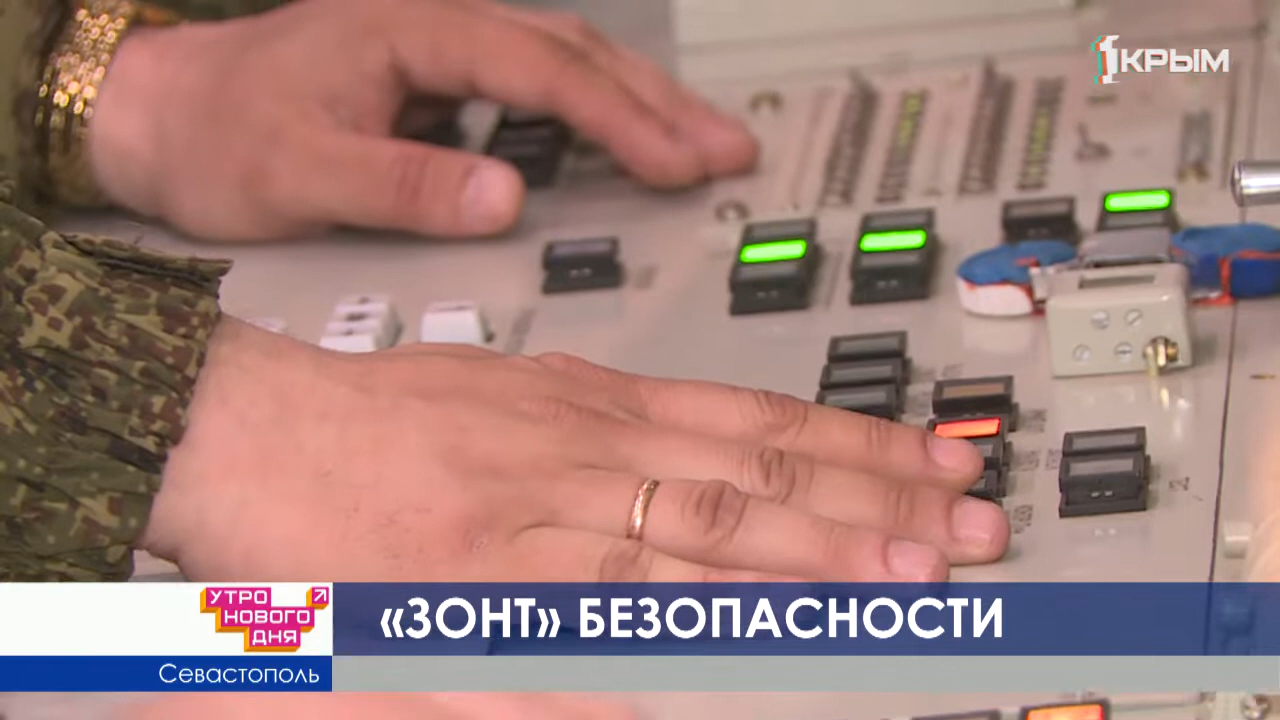 1КРЫМ
УТРО
НОВОГО
ДНЯ
«ЗОНТ» БЕЗОПАСНОСТИ
Севастополь